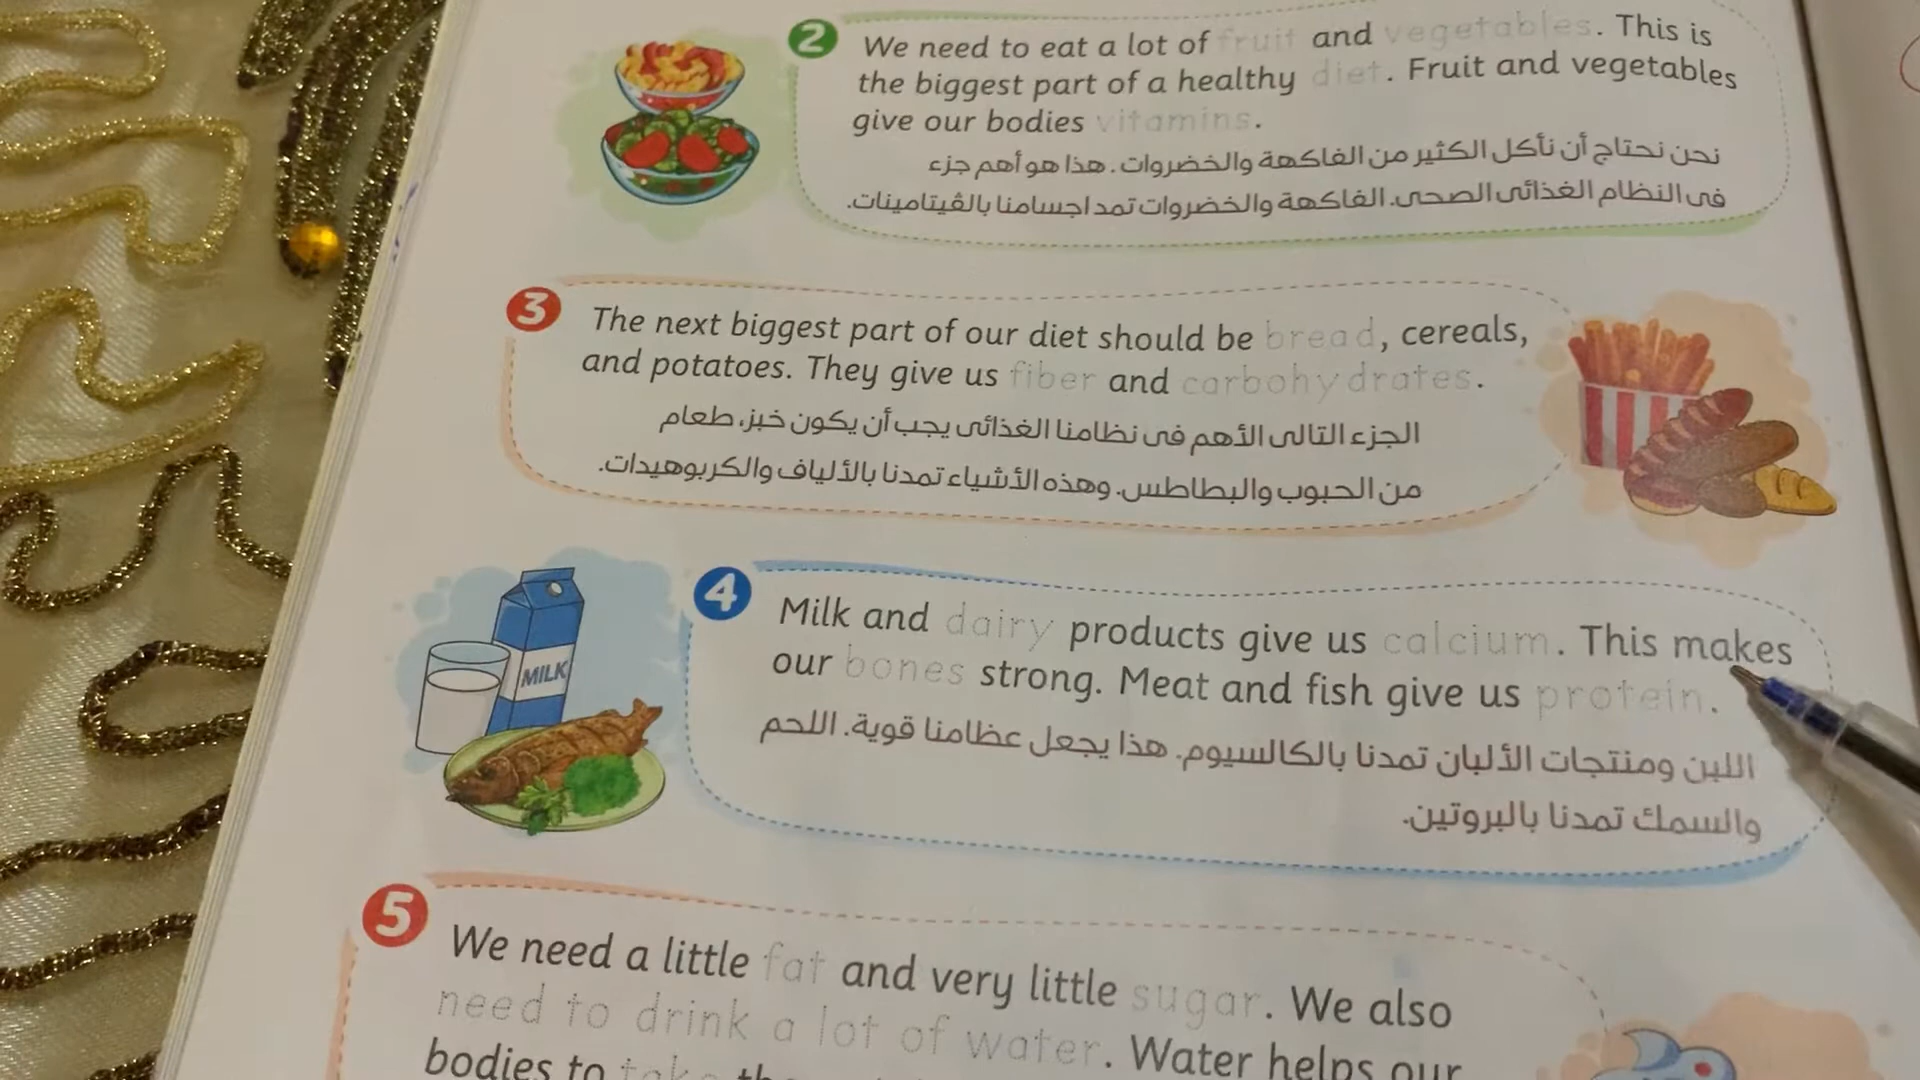 2 We need to eat a lot of fruit and vegetables. This is
the biggest part of a healthy diet. Fruit and vegetables
give our bodies vitamins.
نحن نحتاج أن نأكل الكثير من الفاكهة والخضروات. هذا هو أهم جزء
فى النظام الغذائى الصحى. الفاكهة والخضروات تمد اجسامنا بالڤيتامينات.
3 The next biggest part of our diet should be bread, cereals,
and potatoes. They give us fiber and carbohydrates.
الجزء التالى الأهم فى نظامنا الغذائى يجب أن يكون خبز، طعام
من الحبوب والبطاطس. وهذه الأشياء تمدنا بالألياف والكربوهيدات.
MILK
4 Milk and dairy products give us calcium. This makes
our bones strong. Meat and fish give us protein.
اللبن ومنتجات الألبان تمدنا بالكالسيوم. هذا يجعل عظامنا قوية. اللحم
والسمك تمدنا بالبروتين.
5 We need a little fat and very little sugar. We also
need to drink a lot of water. Water helps our
bodies to take